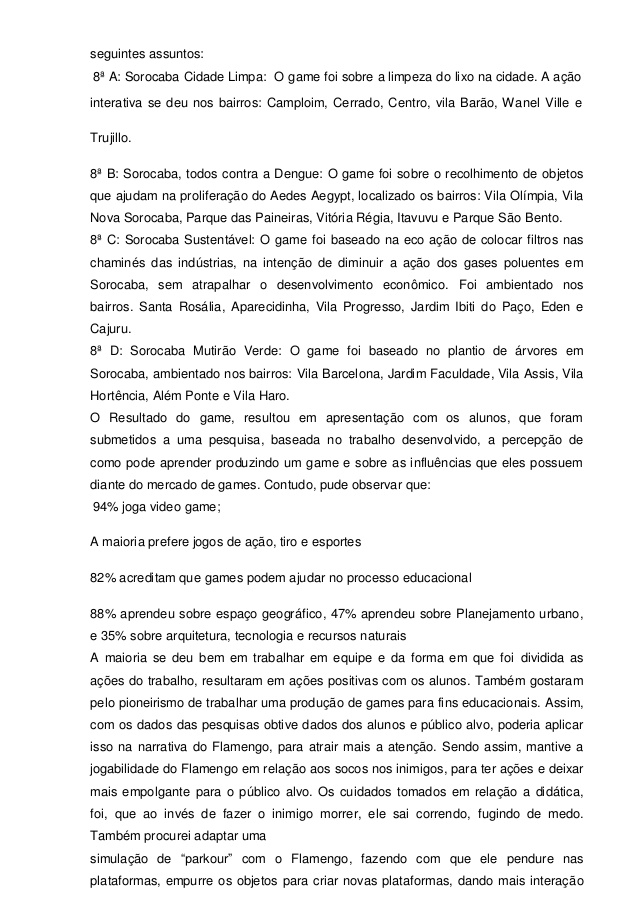 seguintes assuntos:
8ª A: Sorocaba Cidade Limpa: O game foi sobre a limpeza do lixo na cidade. A ação
interativa se deu nos bairros: Camploim, Cerrado, Centro, vila Barão, Wanel Ville e
Trujillo.
8ª B: Sorocaba, todos contra a Dengue: O game foi sobre o recolhimento de objetos
que ajudam na proliferação do Aedes Aegypt, localizado os bairros: Vila Olímpia, Vila
Nova Sorocaba, Parque das Paineiras, Vitória Régia, Itavuvu e Parque São Bento.
8ª C: Sorocaba Sustentável: O game foi baseado na eco ação de colocar filtros nas
chaminés das indústrias, na intenção de diminuir a ação dos gases poluentes em
Sorocaba, sem atrapalhar o desenvolvimento econômico. Foi ambientado nos
bairros. Santa Rosália, Aparecidinha, Vila Progresso, Jardim Ibiti do Paço, Eden e
Cajuru.
8ª D: Sorocaba Mutirão Verde: O game foi baseado no plantio de árvores em
Sorocaba, ambientado nos bairros: Vila Barcelona, Jardim Faculdade, Vila Assis, Vila
Hortência, Além Ponte e Vila Haro.
O Resultado do game, resultou em apresentação com os alunos, que foram
submetidos a uma pesquisa, baseada no trabalho desenvolvido, a percepção de
como pode aprender produzindo um game e sobre as influências que eles possuem
diante do mercado de games. Contudo, pude observar que:
94% joga video game;
A maioria prefere jogos de ação, tiro e esportes
82% acreditam que games podem ajudar no processo educacional
88% aprendeu sobre espaço geográfico, 47% aprendeu sobre Planejamento urbano,
e 35% sobre arquitetura, tecnologia e recursos naturais
A maioria se deu bem em trabalhar em equipe e da forma em que foi dividida as
ações do trabalho, resultaram em ações positivas com os alunos. Também gostaram
pelo pioneirismo de trabalhar uma produção de games para fins educacionais. Assim,
com os dados das pesquisas obtive dados dos alunos e público alvo, poderia aplicar
isso na narrativa do Flamengo, para atrair mais a atenção. Sendo assim, mantive a
jogabilidade do Flamengo em relação aos socos nos inimigos, para ter ações e deixar
mais empolgante para o público alvo. Os cuidados tomados em relação a didática,
foi, que ao invés de fazer o inimigo morrer, ele sai correndo, fugindo de medo.
Também procurei adaptar uma
simulação de “parkour” com o Flamengo, fazendo com que ele pendure nas
plataformas, empurre os objetos para criar novas plataformas, dando mais interação